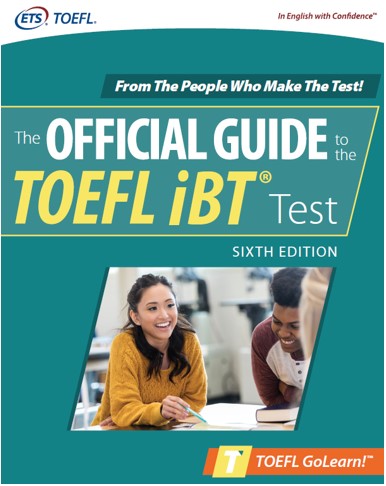 ETS TOEFL.
In English with Confidence™
From The People Who Make The Test!
The OFFICIAL GUIDE to the
TOEFL iBT® Test
SIXTH EDITION
T TOEFL GoLearn!™